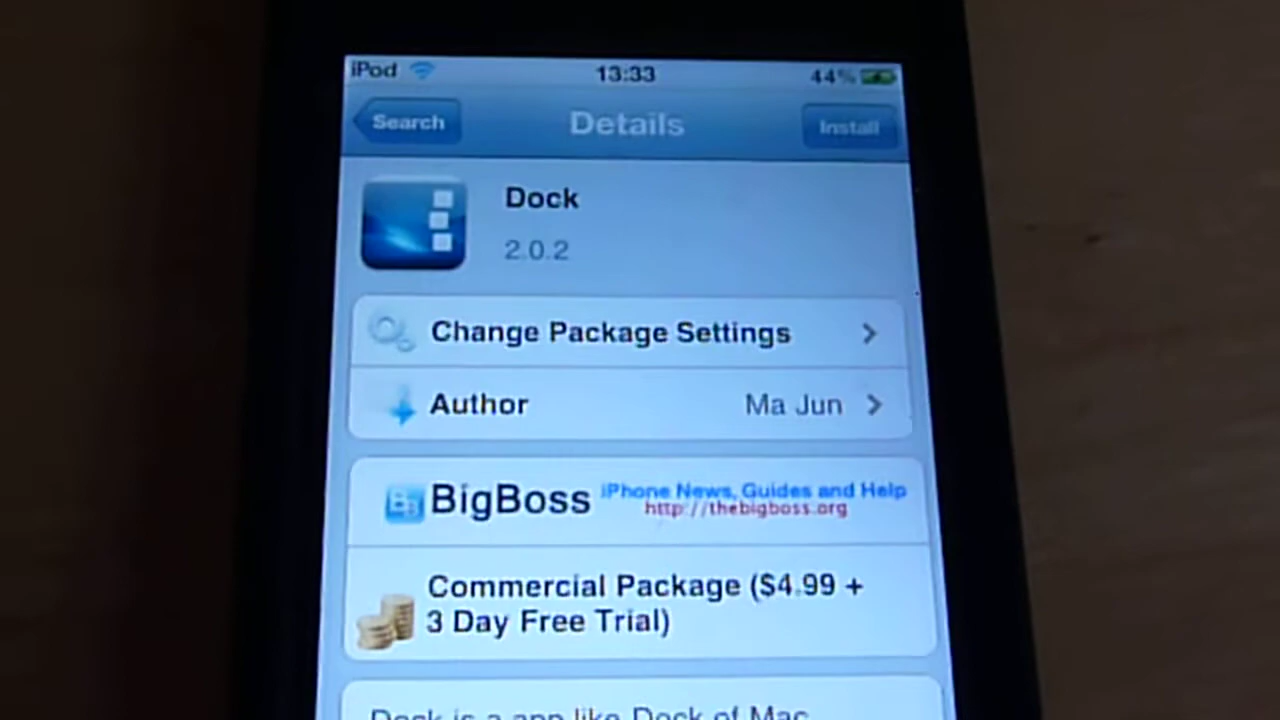 iPod 13:33 44%
Search Details Install
Dock
2.0.2
Change Package Settings
Author Ma Jun
BigBoss iPhone News, Guides and Help
http://thebigboss.org
Commercial Package ($4.99 +
3 Day Free Trial)
Dock is a app like Dock of Mac